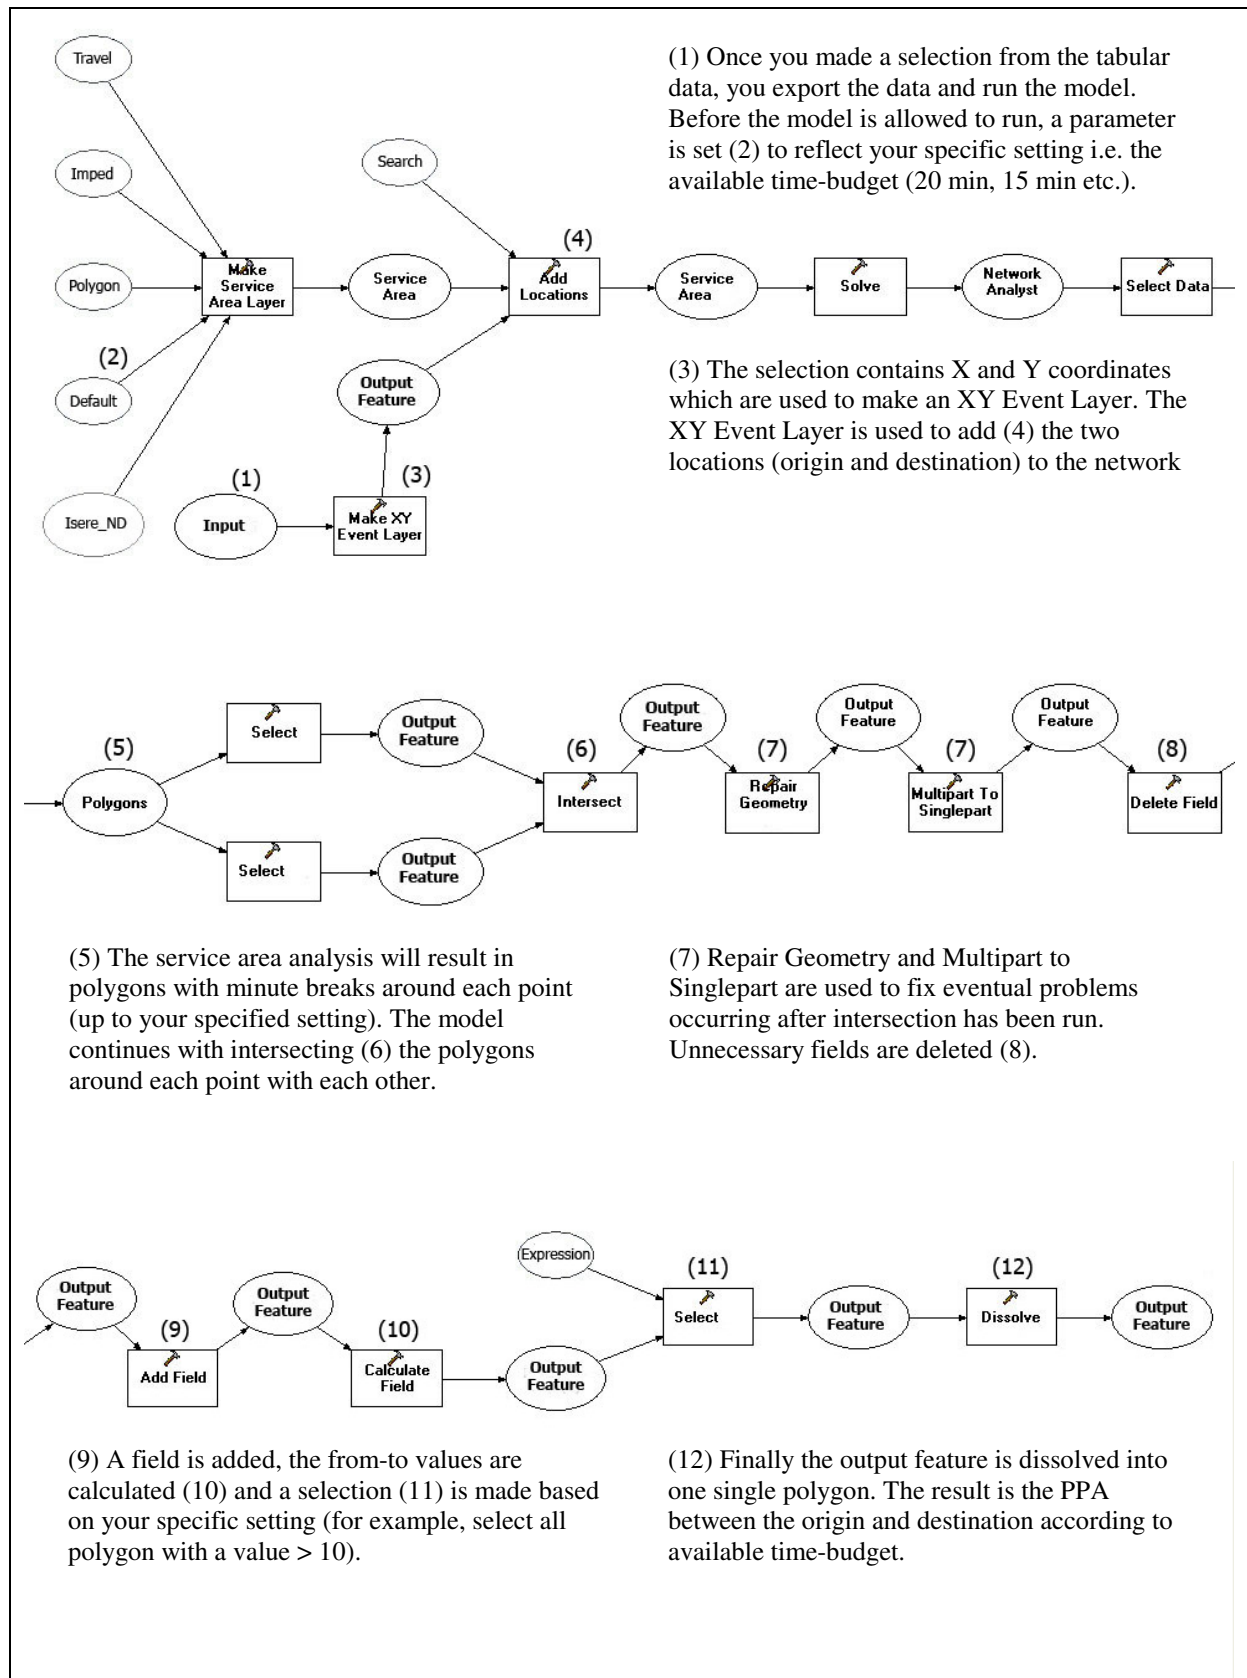 Travel
(1) Once you made a selection from the tabular
data, you export the data and run the model.
Before the model is allowed to run, a parameter
is set (2) to reflect your specific setting i.e. the
available time-budget (20 min, 15 min etc.).
Imped
Search
Polygon
Make
Service
Area Layer
Service
Area
(4)
Add
Locations
Service
Area
Solve
Network
Analyst
Select Data
(2)
Default
Output
Feature
(3) The selection contains X and Y coordinates
which are used to make an XY Event Layer. The
XY Event Layer is used to add (4) the two
locations (origin and destination) to the network
Isere_ND
(1)
Input
(3)
Make XY
Event Layer
(5)
Polygons
Select
Output
Feature
Select
Output
Feature
(6)
Intersect
Output
Feature
(7)
Repair
Geometry
Output
Feature
(7)
Multipart To
Singlepart
Output
Feature
(8)
Delete Field
(5) The service area analysis will result in
polygons with minute breaks around each point
(up to your specified setting). The model
continues with intersecting (6) the polygons
around each point with each other.
(7) Repair Geometry and Multipart to
Singlepart are used to fix eventual problems
occurring after intersection has been run.
Unnecessary fields are deleted (8).
Output
Feature
(9)
Add Field
Output
Feature
(10)
Calculate
Field
Expression
Output
Feature
(11)
Select
Output
Feature
(12)
Dissolve
Output
Feature
(9) A field is added, the from-to values are
calculated (10) and a selection (11) is made based
on your specific setting (for example, select all
polygon with a value > 10).
(12) Finally the output feature is dissolved into
one single polygon. The result is the PPA
between the origin and destination according to
available time-budget.